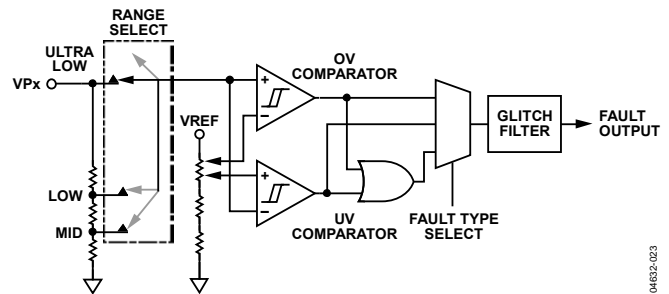 RANGE
SELECT
ULTRA
LOW
VPx
LOW
MID
VREF
+
–
+
–
OV
COMPARATOR
UV
COMPARATOR
FAULT TYPE
SELECT
GLITCH
FILTER
FAULT
OUTPUT
04632-023